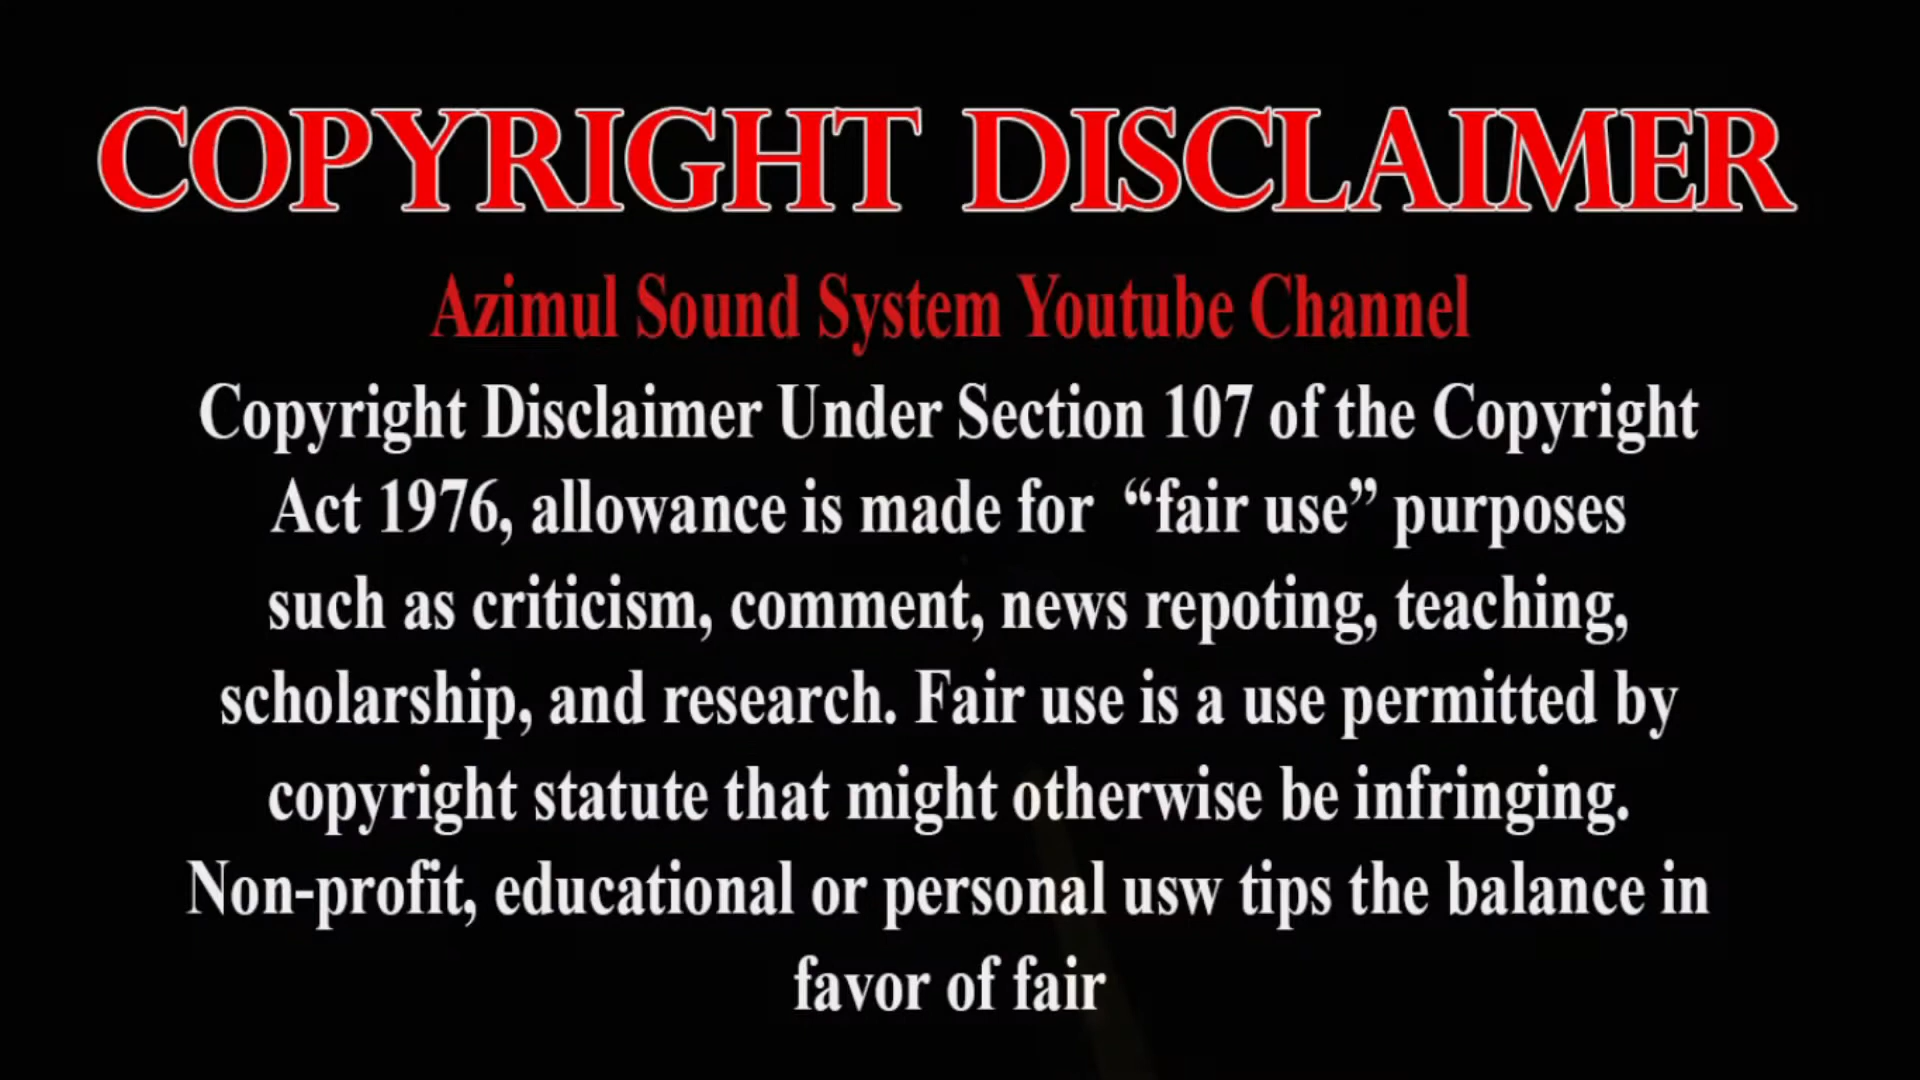 COPYRIGHT DISCLAIMER
Azimul Sound System Youtube Channel
Copyright Disclaimer Under Section 107 of the Copyright
Act 1976, allowance is made for “fair use” purposes
such as criticism, comment, news repoting, teaching,
scholarship, and research. Fair use is a use permitted by
copyright statute that might otherwise be infringing.
Non-profit, educational or personal usw tips the balance in
favor of fair